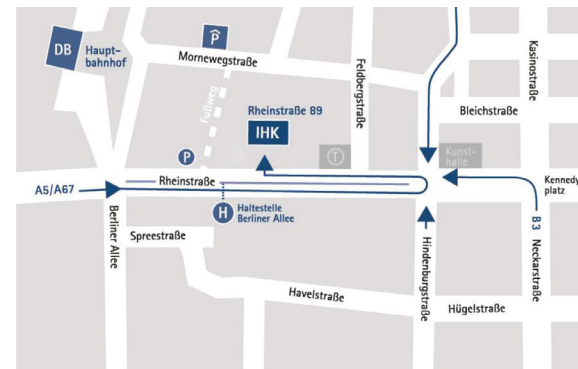 DB
Haupt-
bahnhof
P
Mornewegstraße
Feldbergstraße
Kasinostraße
Fußweg
Rheinstraße 89
IHK
Bleichstraße
P
T
Kunst-
halle
A5/A67
Rheinstraße
Kennedy
platz
H
Haltestelle
Berliner Allee
Berliner Allee
Spreestraße
Hindenburgstraße
B3
Neckarstraße
Havelstraße
Hügelstraße